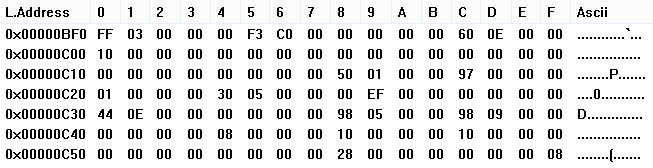 L.Address 0 1 2 3 4 5 6 7 8 9 A B C D E F Ascii
0x00000BF0 FF 03 00 00 00 F3 C0 00 00 00 00 00 60 0E 00 00 ............`...
0x00000C00 10 00 00 00 00 00 00 00 00 00 00 00 00 00 00 00 ................
0x00000C10 00 00 00 00 00 00 00 00 50 01 00 00 97 00 00 00 ........P.......
0x00000C20 01 00 00 00 30 05 00 00 00 EF 00 00 00 00 00 00 ....0...........
0x00000C30 44 0E 00 00 00 00 00 00 98 05 00 00 98 09 00 00 D...............
0x00000C40 00 00 00 00 08 00 00 00 10 00 00 00 10 00 00 00 ................
0x00000C50 00 00 00 00 00 00 00 00 28 00 00 00 00 00 00 08 ........(.......